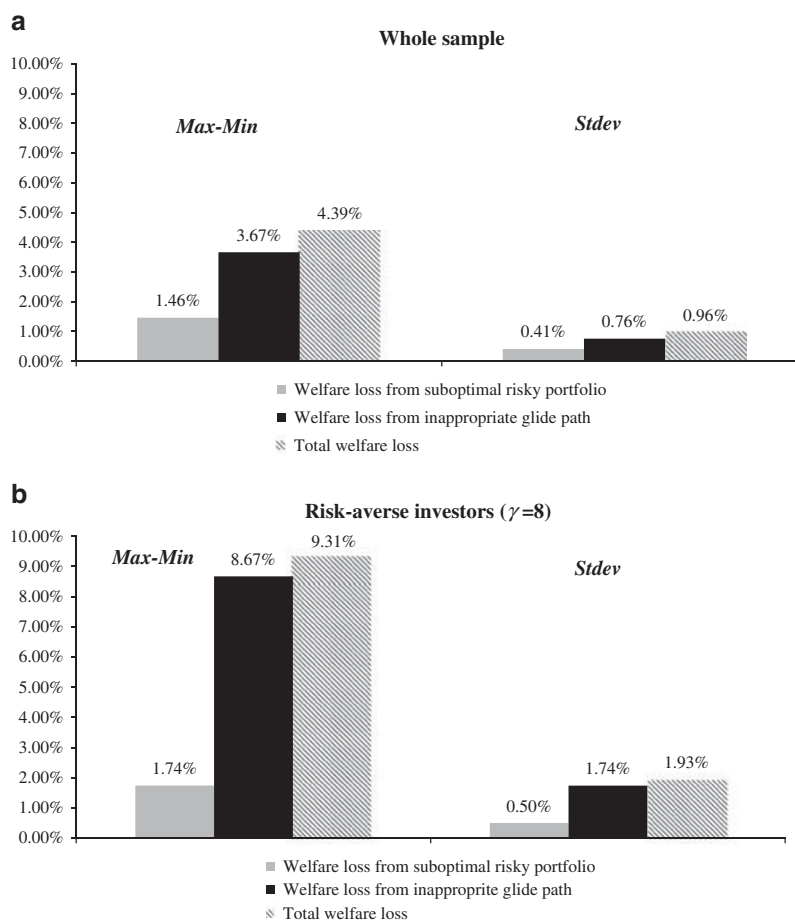 a
Whole sample
10.00%
9.00%
8.00%
7.00%
6.00%
5.00%
4.00%
3.00%
2.00%
1.00%
0.00%
Max-Min
Stdev
1.46%
3.67%
4.39%
0.41%
0.76%
0.96%
Welfare loss from suboptimal risky portfolio
Welfare loss from inappropriate glide path
Total welfare loss
b
Risk-averse investors (γ=8)
10.00%
9.00%
8.00%
7.00%
6.00%
5.00%
4.00%
3.00%
2.00%
1.00%
0.00%
Max-Min
Stdev
1.74%
8.67%
9.31%
0.50%
1.74%
1.93%
Welfare loss from suboptimal risky portfolio
Welfare loss from inapproprite glide path
Total welfare loss